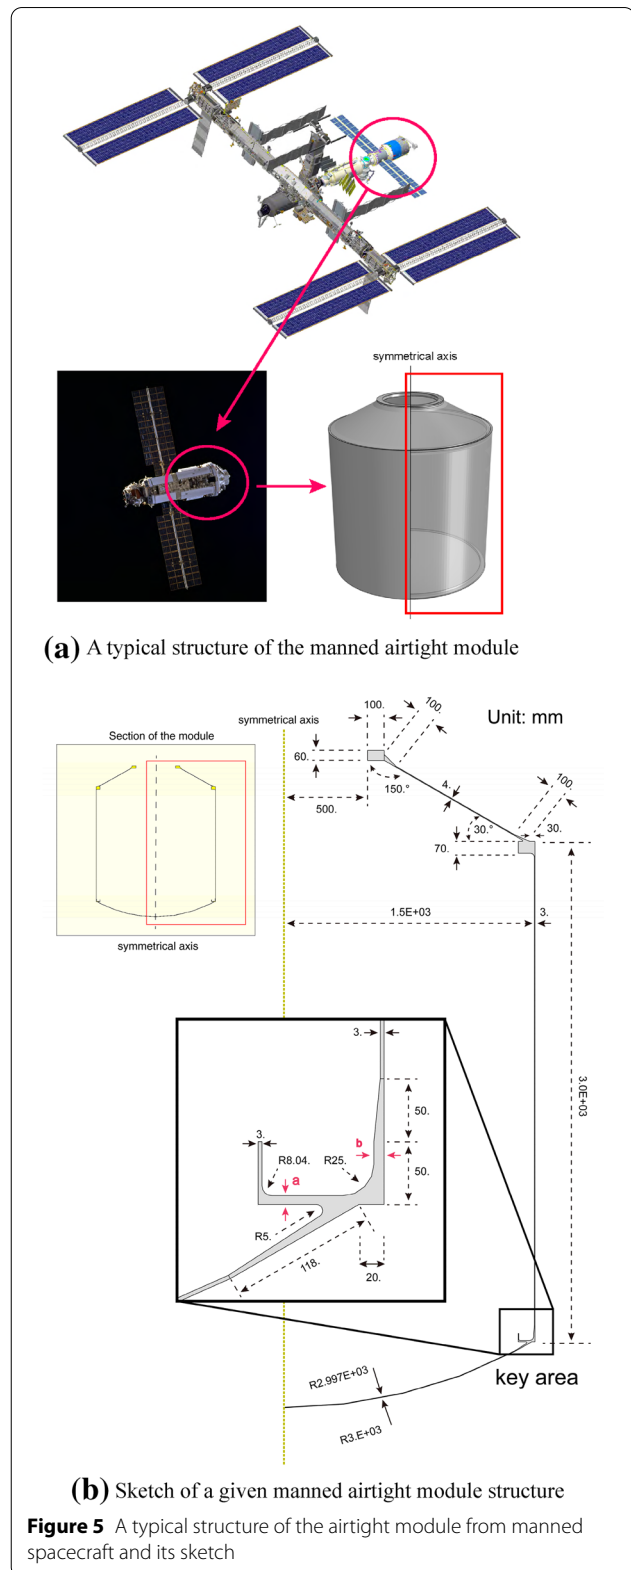 symmetrical axis
(a) A typical structure of the manned airtight module
symmetrical axis
100.
100.
Unit: mm
Section of the module
60.
150.°
4.
500.
100.
30.°
30.
70.
1.5E+03
3.
symmetrical axis
3.
50.
3.0E+03
3.
b
R8.04.
R25.
50.
a
R5.
118.
20.
R2.997E+03
key area
R3.E+03
(b) Sketch of a given manned airtight module structure
Figure 5 A typical structure of the airtight module from manned
spacecraft and its sketch